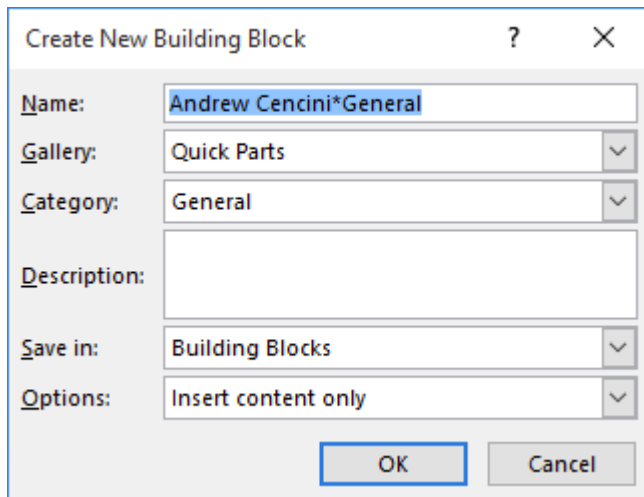 Create New Building Block ?
Name: Andrew Cencini*General
Gallery: Quick Parts
Category: General
Description:
Save in: Building Blocks
Options: Insert content only
OK Cancel